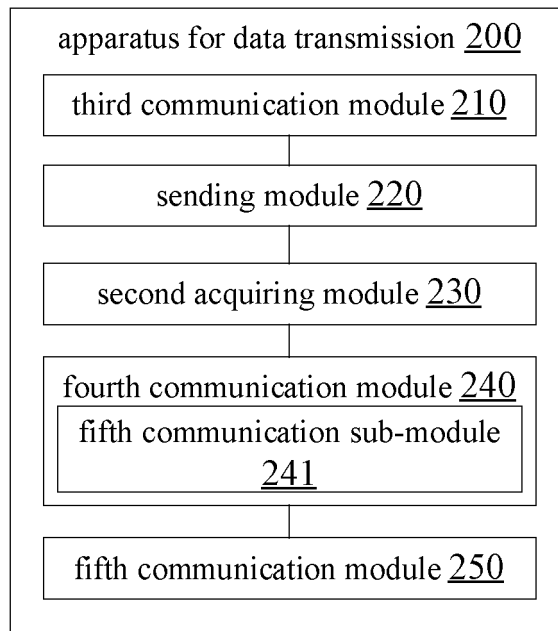 apparatus for data transmission 200
third communication module 210
sending module 220
second acquiring module 230
fourth communication module 240
fifth communication sub-module
241
fifth communication module 250